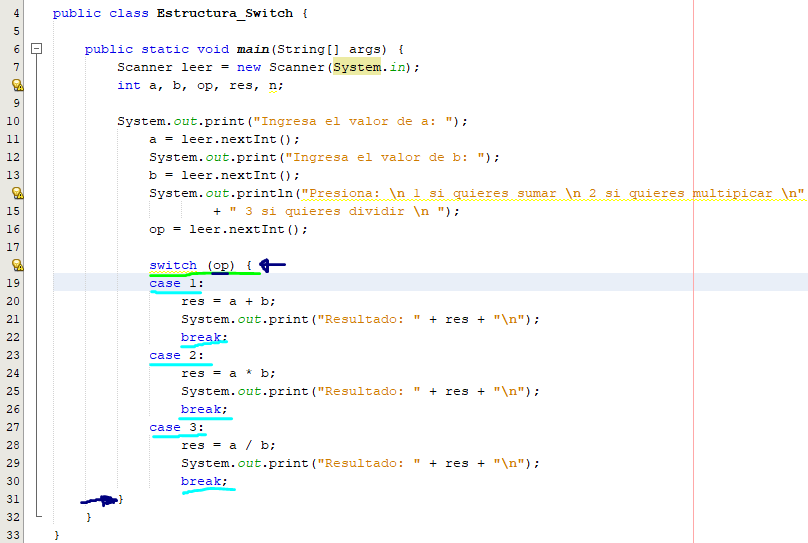 4 public class Estructura_Switch {
5
6 public static void main(String[] args) {
7 Scanner leer = new Scanner(System.in);
int a, b, op, res, n;
9
10 System.out.print("Ingresa el valor de a: ");
11 a = leer.nextInt();
12 System.out.print("Ingresa el valor de b: ");
13 b = leer.nextInt();
System.out.println("Presiona: \n 1 si quieres sumar \n 2 si quieres multipicar \n"
15 + " 3 si quieres dividir \n ");
16 op = leer.nextInt();
17
switch (op) {
19 case 1:
20 res = a + b;
21 System.out.print("Resultado: " + res + "\n");
22 break;
23 case 2:
24 res = a * b;
25 System.out.print("Resultado: " + res + "\n");
26 break;
27 case 3:
28 res = a / b;
29 System.out.print("Resultado: " + res + "\n");
30 break;
31 }
32 }
33 }